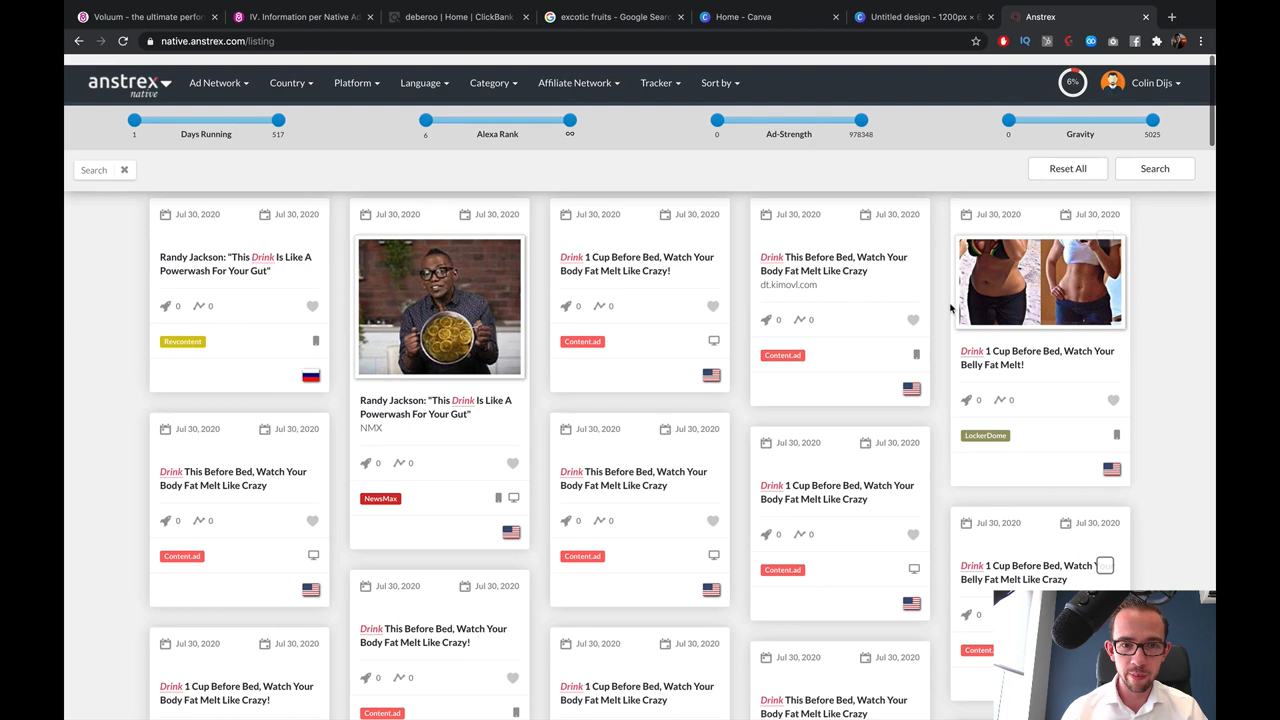 Voluum - the ultimate perfor
IV. Information per Native Ad
deberoo | Home | ClickBank
excotic fruits - Google Searc
Home - Canva
Untitled design - 1200px × 6
Anstrex
native.anstrex.com/listing
anstrex
native
Ad Network
Country
Platform
Language
Category
Affiliate Network
Tracker
Sort by
6%
Colin Dijs
1
Days Running
517
6
Alexa Rank
∞
0
Ad-Strength
978348
0
Gravity
5025
Search
Reset All
Search
Jul 30, 2020
Jul 30, 2020
Randy Jackson: "This Drink Is Like A
Powerwash For Your Gut"
0
0
Revcontent
Jul 30, 2020
Jul 30, 2020
Drink This Before Bed, Watch Your
Body Fat Melt Like Crazy
0
0
Content.ad
Jul 30, 2020
Jul 30, 2020
Drink 1 Cup Before Bed, Watch Your
Body Fat Melt Like Crazy!
Jul 30, 2020
Jul 30, 2020
Randy Jackson: "This Drink Is Like A
Powerwash For Your Gut"
NMX
0
0
NewsMax
Jul 30, 2020
Jul 30, 2020
Drink This Before Bed, Watch Your
Body Fat Melt Like Crazy!
0
0
Content.ad
Jul 30, 2020
Jul 30, 2020
Drink 1 Cup Before Bed, Watch Your
Body Fat Melt Like Crazy!
0
0
Content.ad
Jul 30, 2020
Jul 30, 2020
Drink This Before Bed, Watch Your
Body Fat Melt Like Crazy
0
0
Content.ad
Jul 30, 2020
Jul 30, 2020
Drink 1 Cup Before Bed, Watch Your
Body Fat Melt Like Crazy
Jul 30, 2020
Jul 30, 2020
Drink This Before Bed, Watch Your
Body Fat Melt Like Crazy
dt.kimovl.com
0
0
Content.ad
Jul 30, 2020
Jul 30, 2020
Drink 1 Cup Before Bed, Watch Your
Body Fat Melt Like Crazy
0
0
Content.ad
Jul 30, 2020
Jul 30, 2020
Drink This Before Bed, Watch Your
Body Fat Melt Like Crazy
Jul 30, 2020
Jul 30, 2020
Drink 1 Cup Before Bed, Watch Your
Belly Fat Melt!
0
0
LockerDome
Jul 30, 2020
Jul 30, 2020
Drink 1 Cup Before Bed, Watch Your
Belly Fat Melt Like Crazy
0
Content.